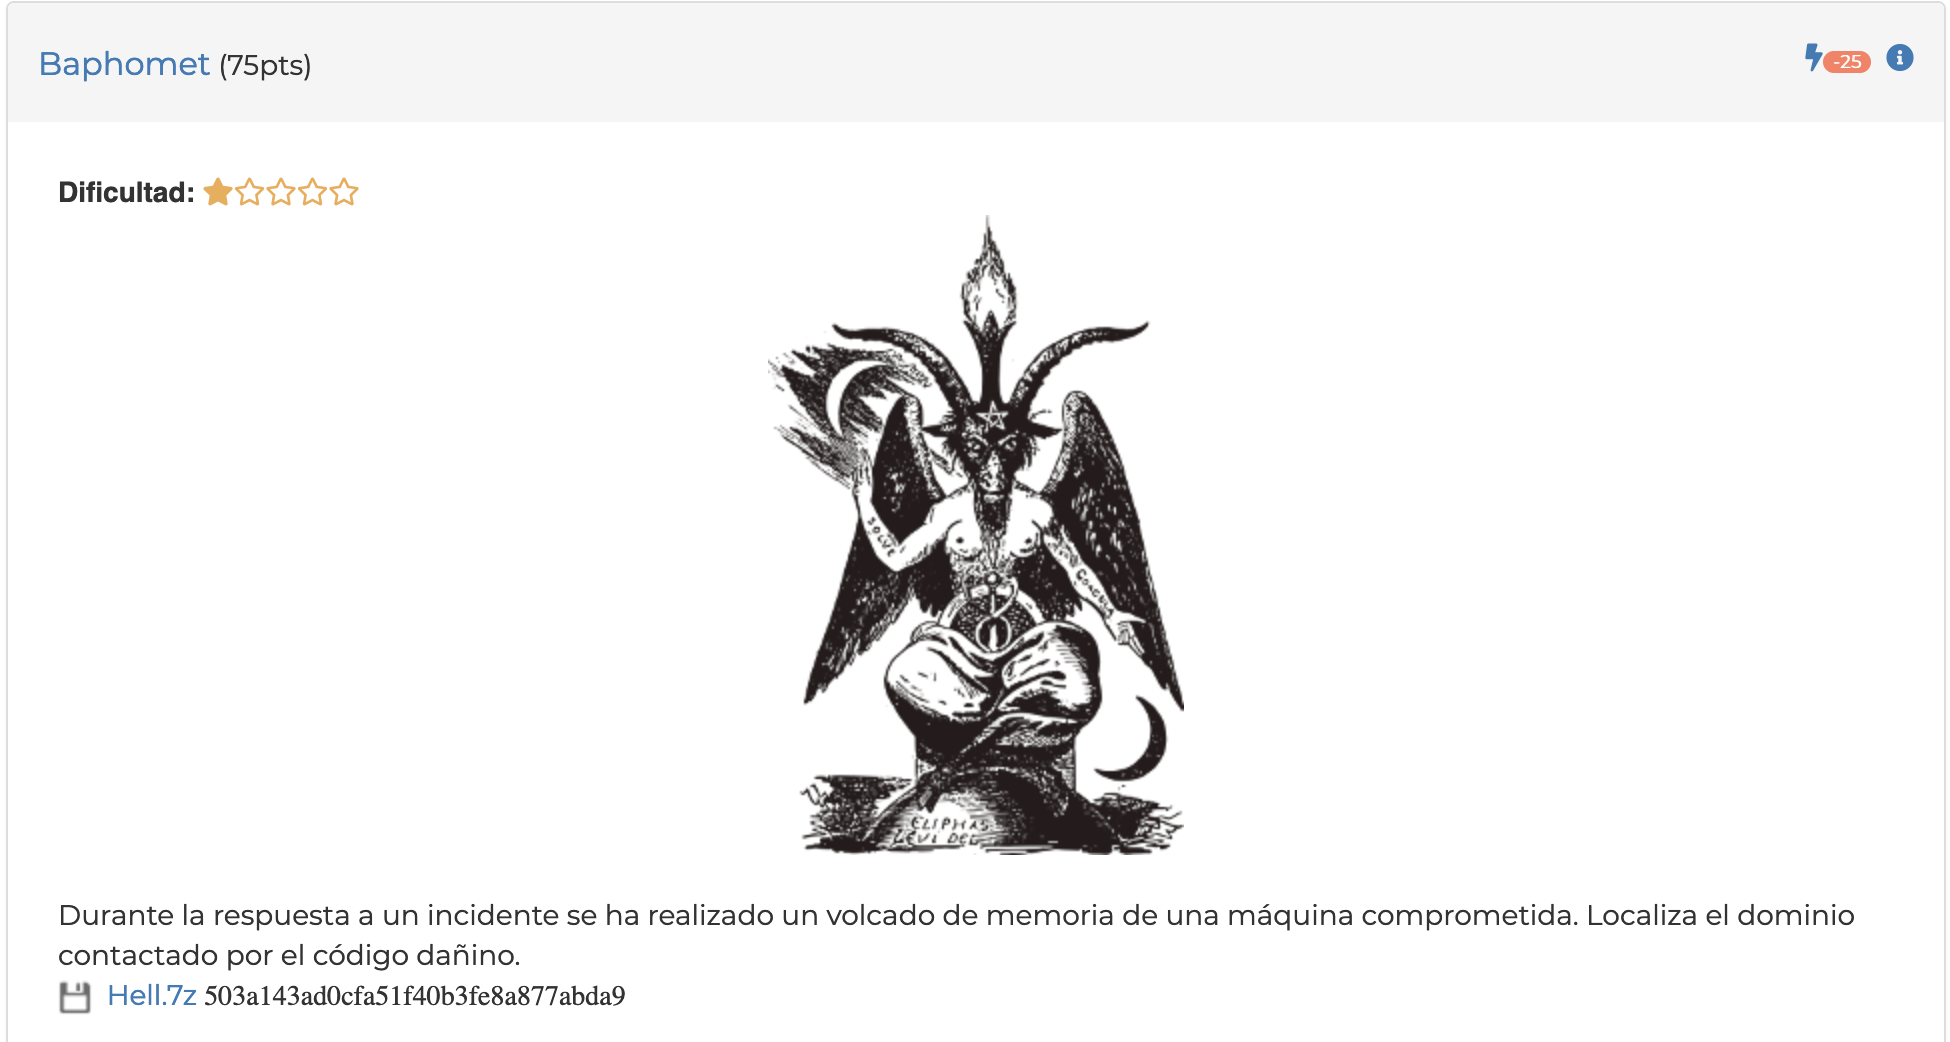 Baphomet (75pts)
-25
Dificultad:
SOLVE
COAGULA
ELIPHAS
LEVI DEL
Durante la respuesta a un incidente se ha realizado un volcado de memoria de una máquina comprometida. Localiza el dominio
contactado por el código dañino.
Hell.7z 503a143ad0cfa51f40b3fe8a877abda9